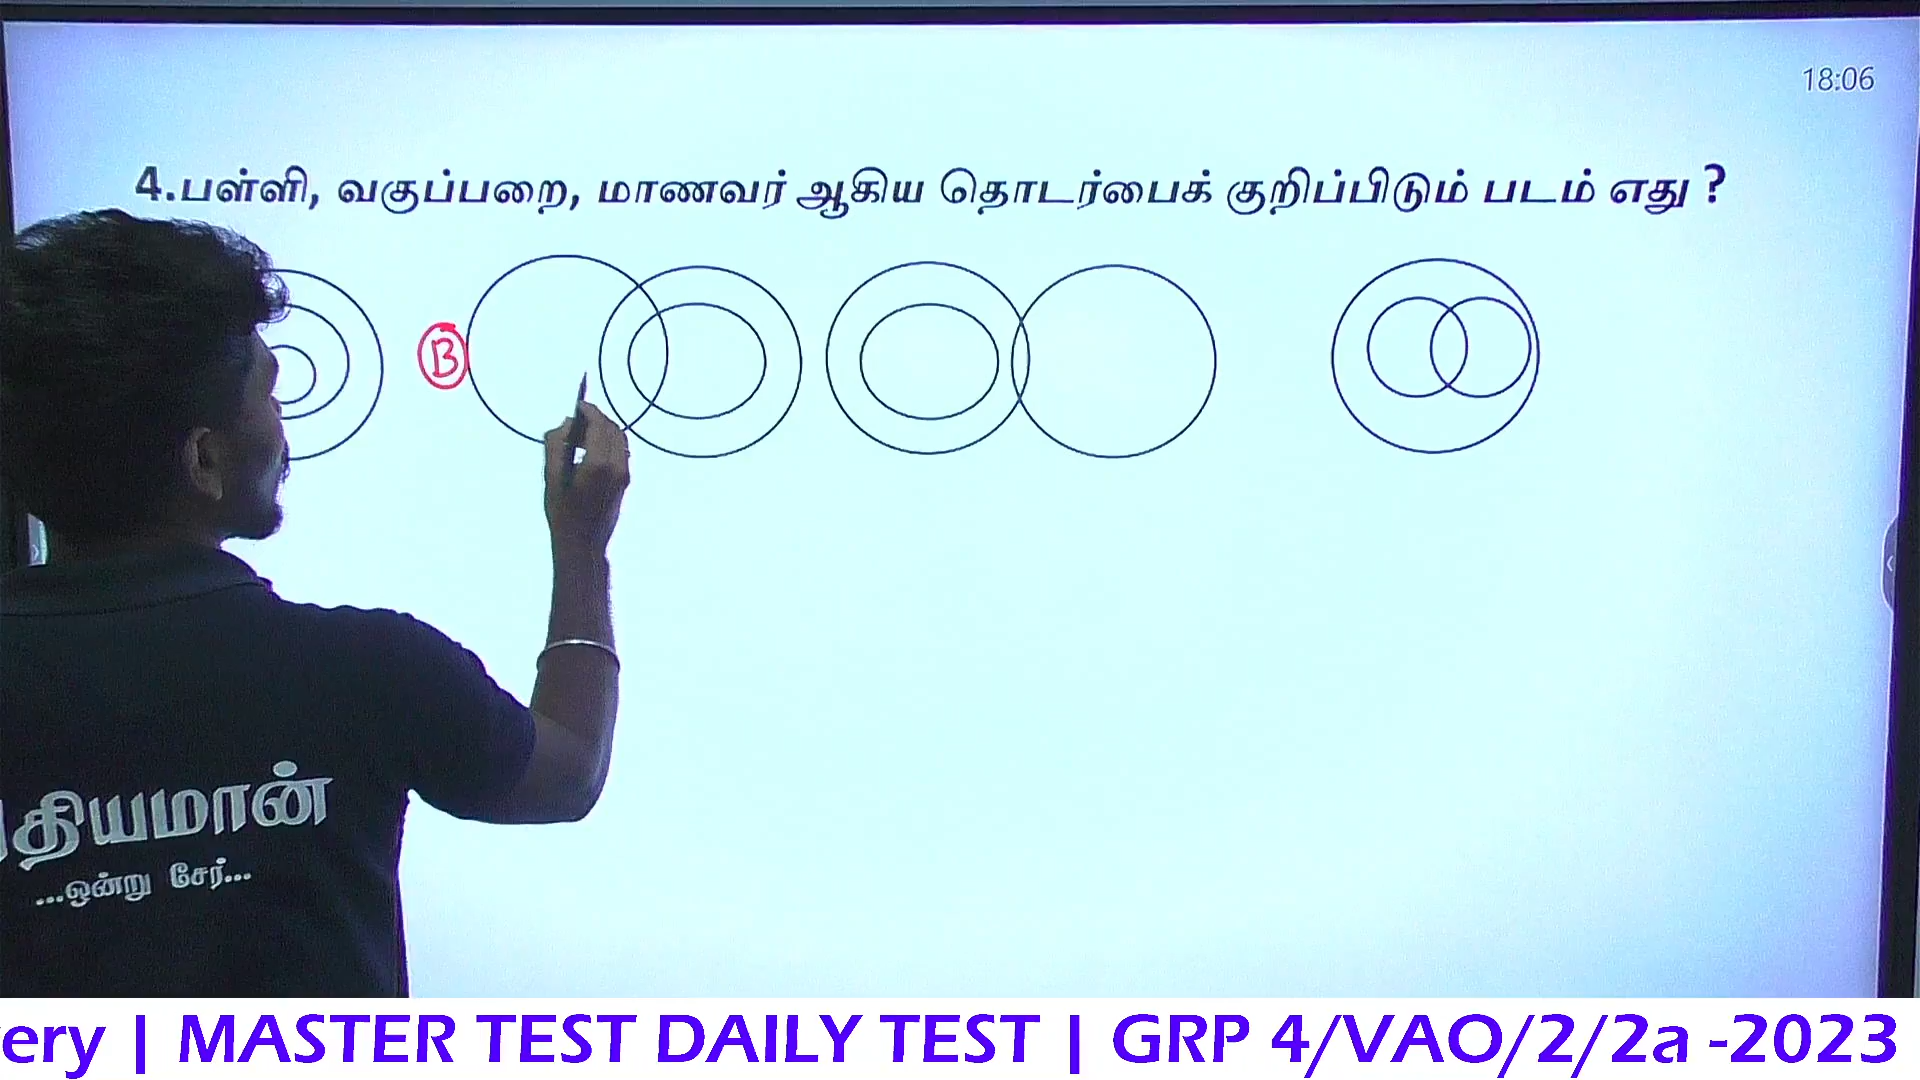 18:06
4.பள்ளி, வகுப்பறை, மாணவர் ஆகிய தொடர்பைக் குறிப்பிடும் படம் எது ?
B
தியமான்
...ஒன்று சேர்...
ery | MASTER TEST DAILY TEST | GRP 4/VAO/2/2a -2023